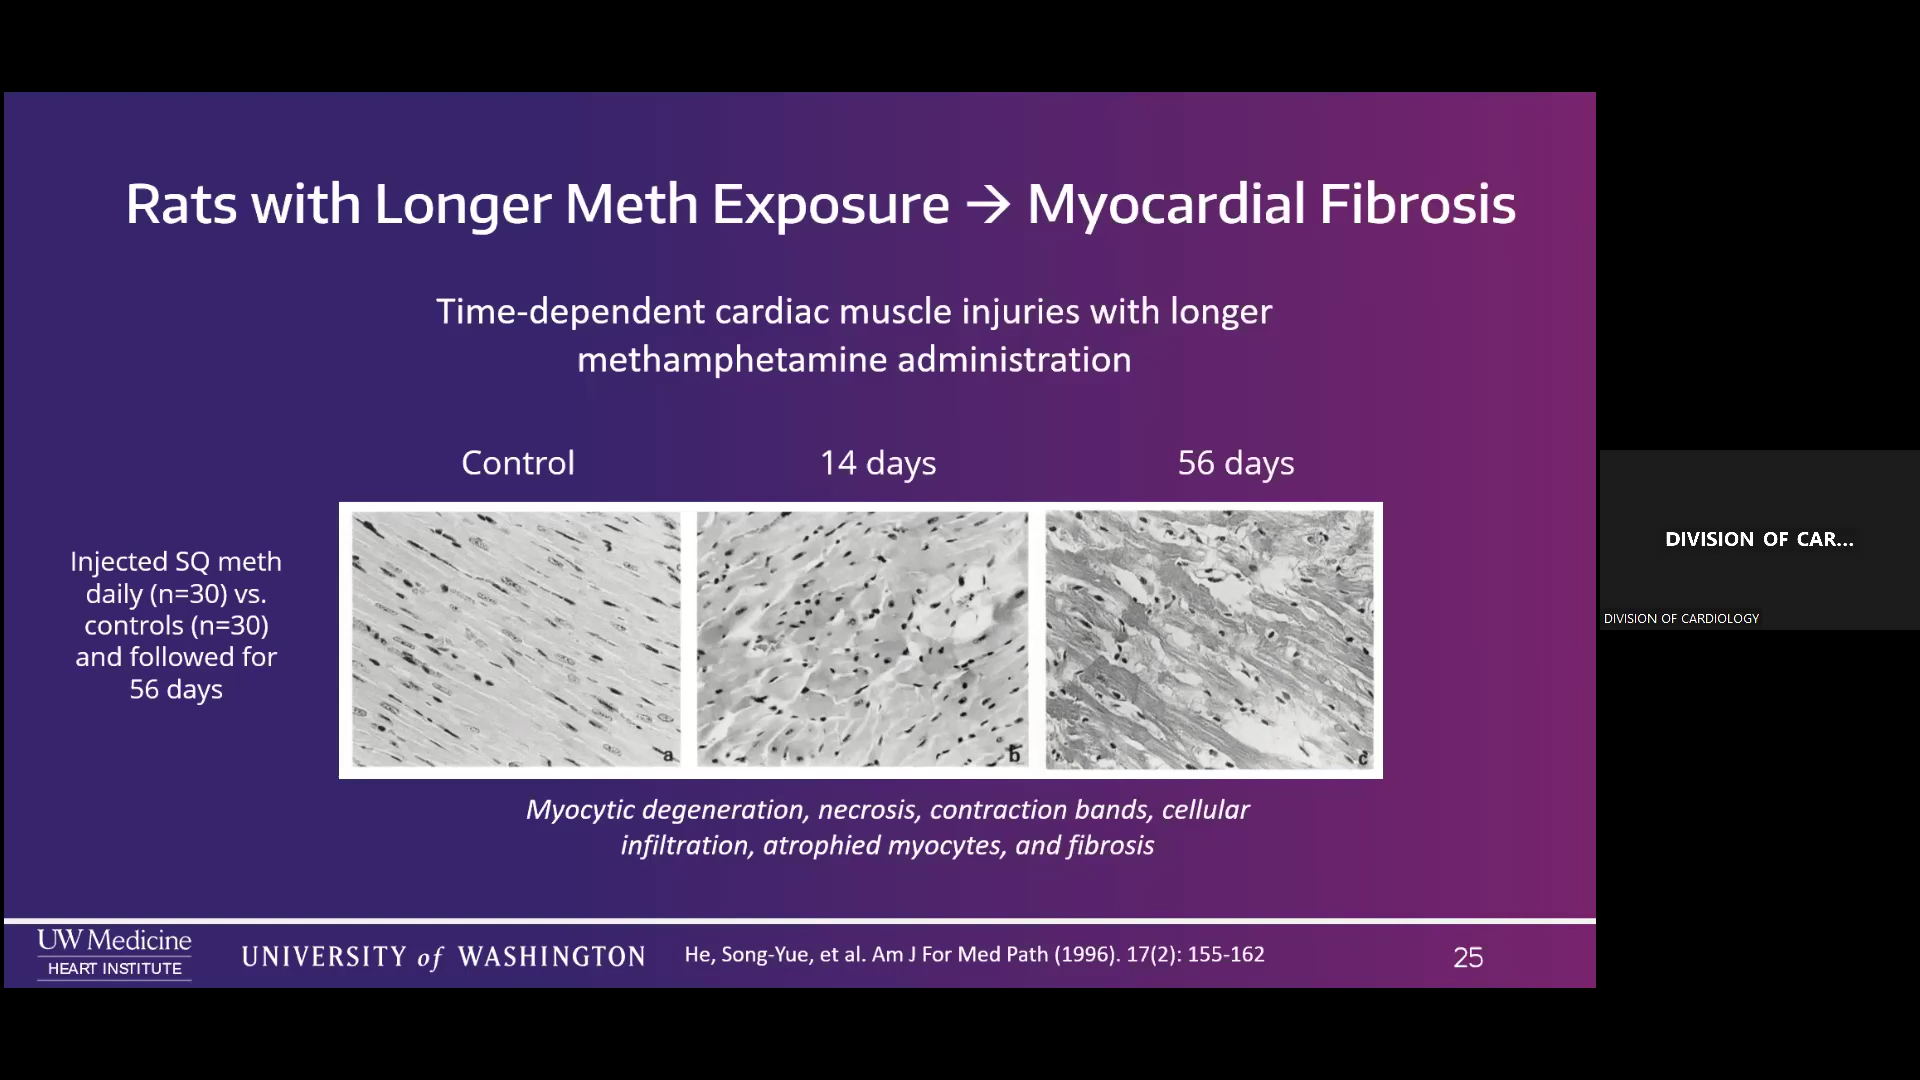 Rats with Longer Meth Exposure → Myocardial Fibrosis
Time-dependent cardiac muscle injuries with longer
methamphetamine administration
Control
14 days
56 days
Injected SQ meth
daily (n=30) vs.
controls (n=30)
and followed for
56 days
a
b
c
Myocytic degeneration, necrosis, contraction bands, cellular
infiltration, atrophied myocytes, and fibrosis
UW Medicine
HEART INSTITUTE
UNIVERSITY of WASHINGTON
He, Song-Yue, et al. Am J For Med Path (1996). 17(2): 155-162
25
DIVISION OF CAR...
DIVISION OF CARDIOLOGY